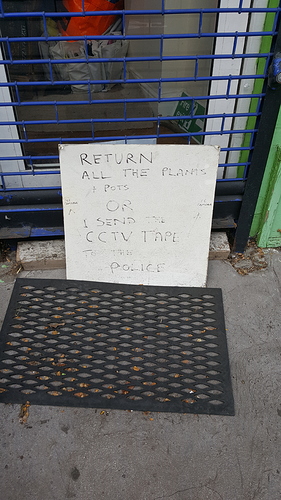 RETURN
ALL THE PLANTS
+ POTS
OR
I SEND THE
CCTV TAPE
TO THE
POLICE